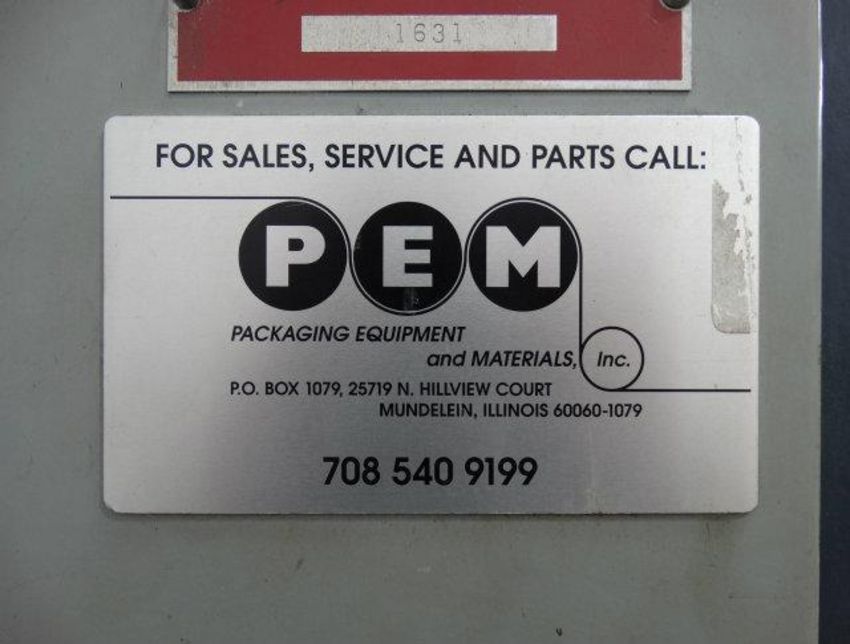 1631
FOR SALES, SERVICE AND PARTS CALL:
PEM
PACKAGING EQUIPMENT
and MATERIALS, Inc.
P.O. BOX 1079, 25719 N. HILLVIEW COURT
MUNDELEIN, ILLINOIS 60060-1079
708 540 9199